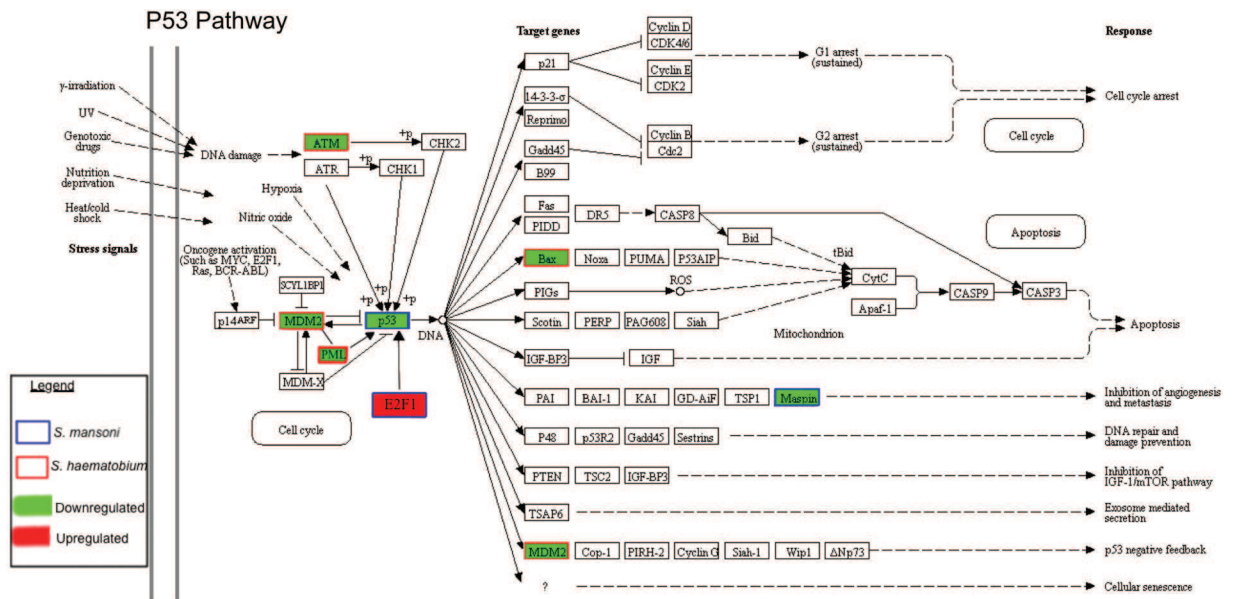 P53 Pathway
Target genes
Response
γ-irradiation
UV
Genotoxic
drugs
Nutrition
deprivation
Heat/cold
shock
Stress signals
DNA damage
ATM
+p
CHK2
ATR
+p
CHK1
Hypoxia
Nitric oxide
Oncogene activation
(Such as MYC, E2F1,
Ras, BCR-ABL)
SCYL1BP1
p14ARF
MDM2
+p
+p
+p
p53
PML
MDM-X
E2F1
Cell cycle
DNA
p21
Cyclin D
CDK4/6
Cyclin E
CDK2
G1 arrest
(sustained)
14-3-3-σ
Reprimo
Gadd45
B99
Cyclin B
Cdc2
G2 arrest
(sustained)
Cell cycle arrest
Cell cycle
Fas
PIDD
DR5
CASP8
Bid
tBid
Apoptosis
Bax
Noxa
PUMA
P53AIP
CytC
PIGs
ROS
CASP9
CASP3
Apaf-1
Scotin
PERP
PAG608
Siah
Mitochondrion
Apoptosis
IGF-BP3
IGF
PAI
BAI-1
KAI
GD-AiF
TSP1
Maspin
Inhibition of angiogenesis
and metastasis
P48
p53R2
Gadd45
Sestrins
DNA repair and
damage prevention
PTEN
TSC2
IGF-BP3
Inhibition of
IGF-1/mTOR pathway
TSAP6
Exosome mediated
secretion
MDM2
Cop-1
PIRH-2
Cyclin G
Siah-1
Wip1
ΔNp73
p53 negative feedback
?
Cellular senescence
Legend
S. mansoni
S. haematobium
Downregulated
Upregulated